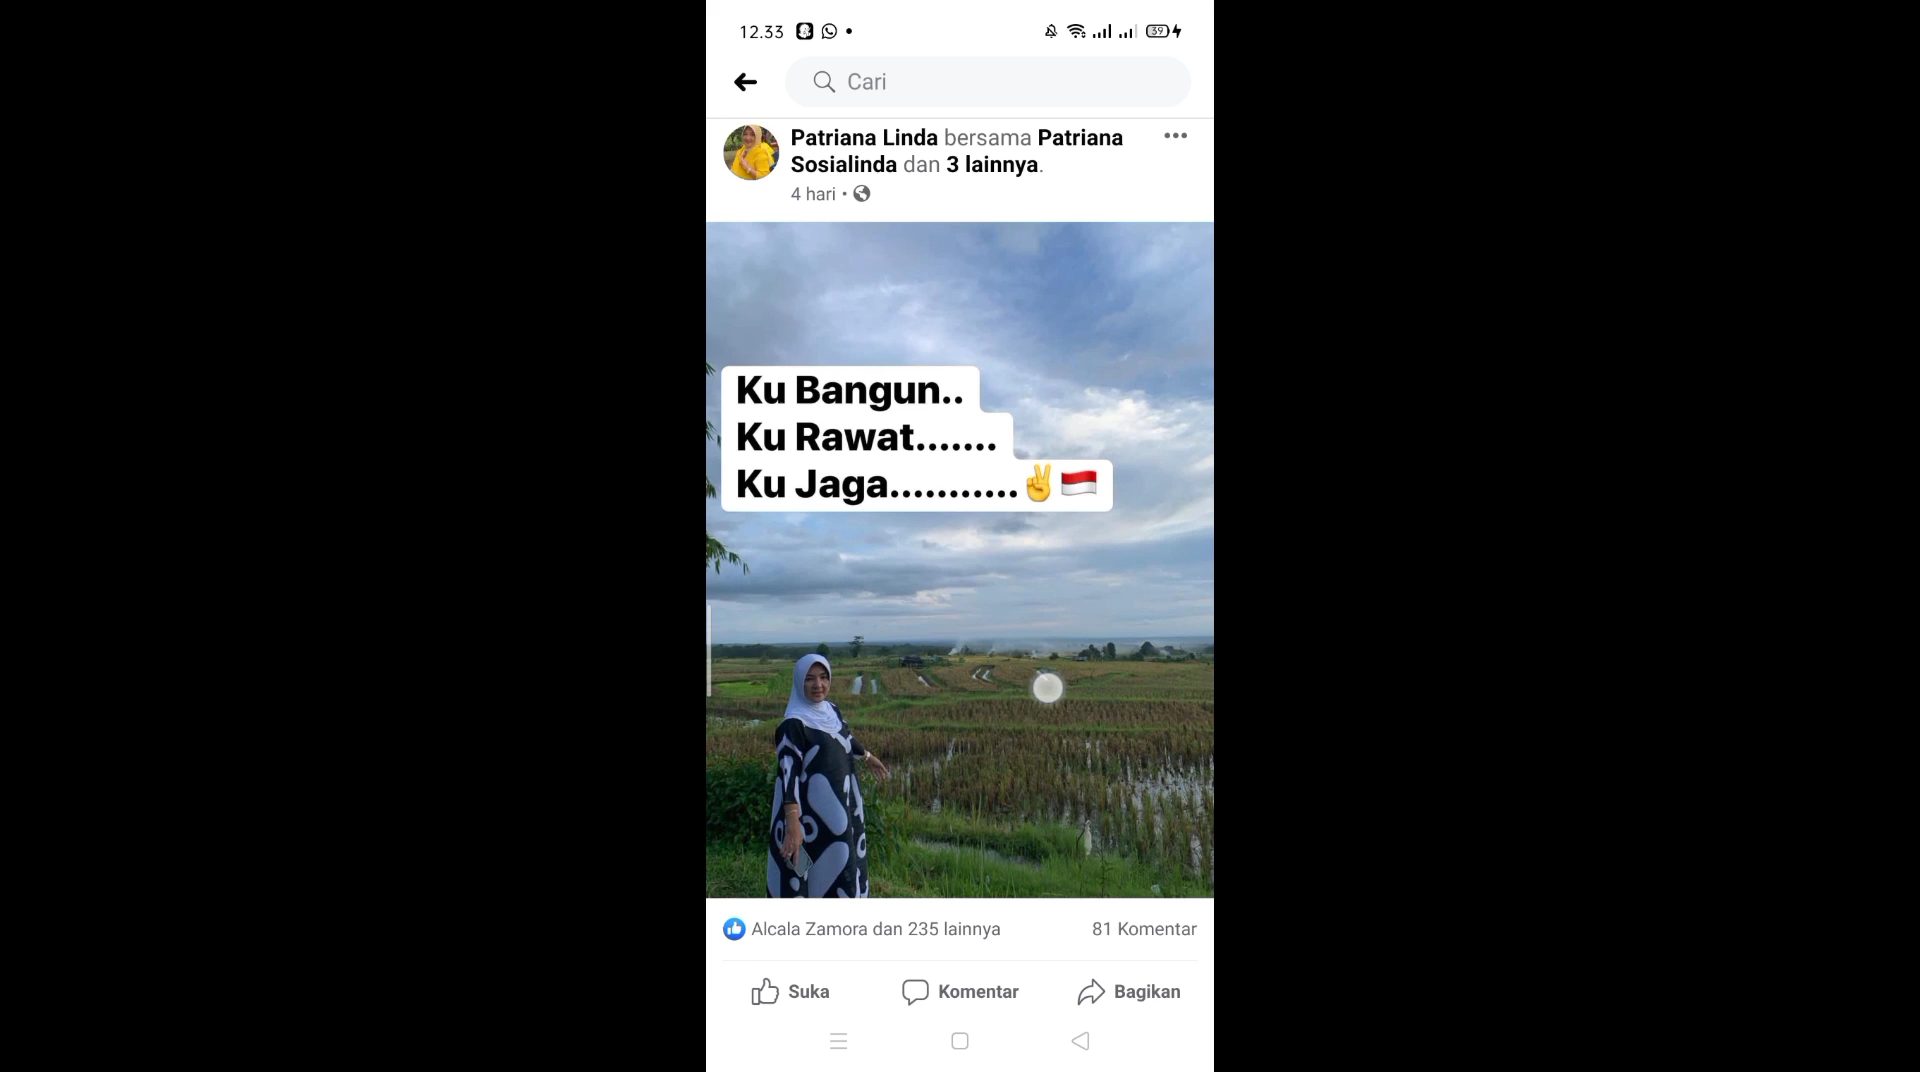 12.33
39
Cari
Patriana Linda bersama Patriana
Sosialinda dan 3 lainnya.
4 hari •
Ku Bangun..
Ku Rawat.......
Ku Jaga...........✌️🇮🇩
Alcala Zamora dan 235 lainnya
81 Komentar
Suka
Komentar
Bagikan